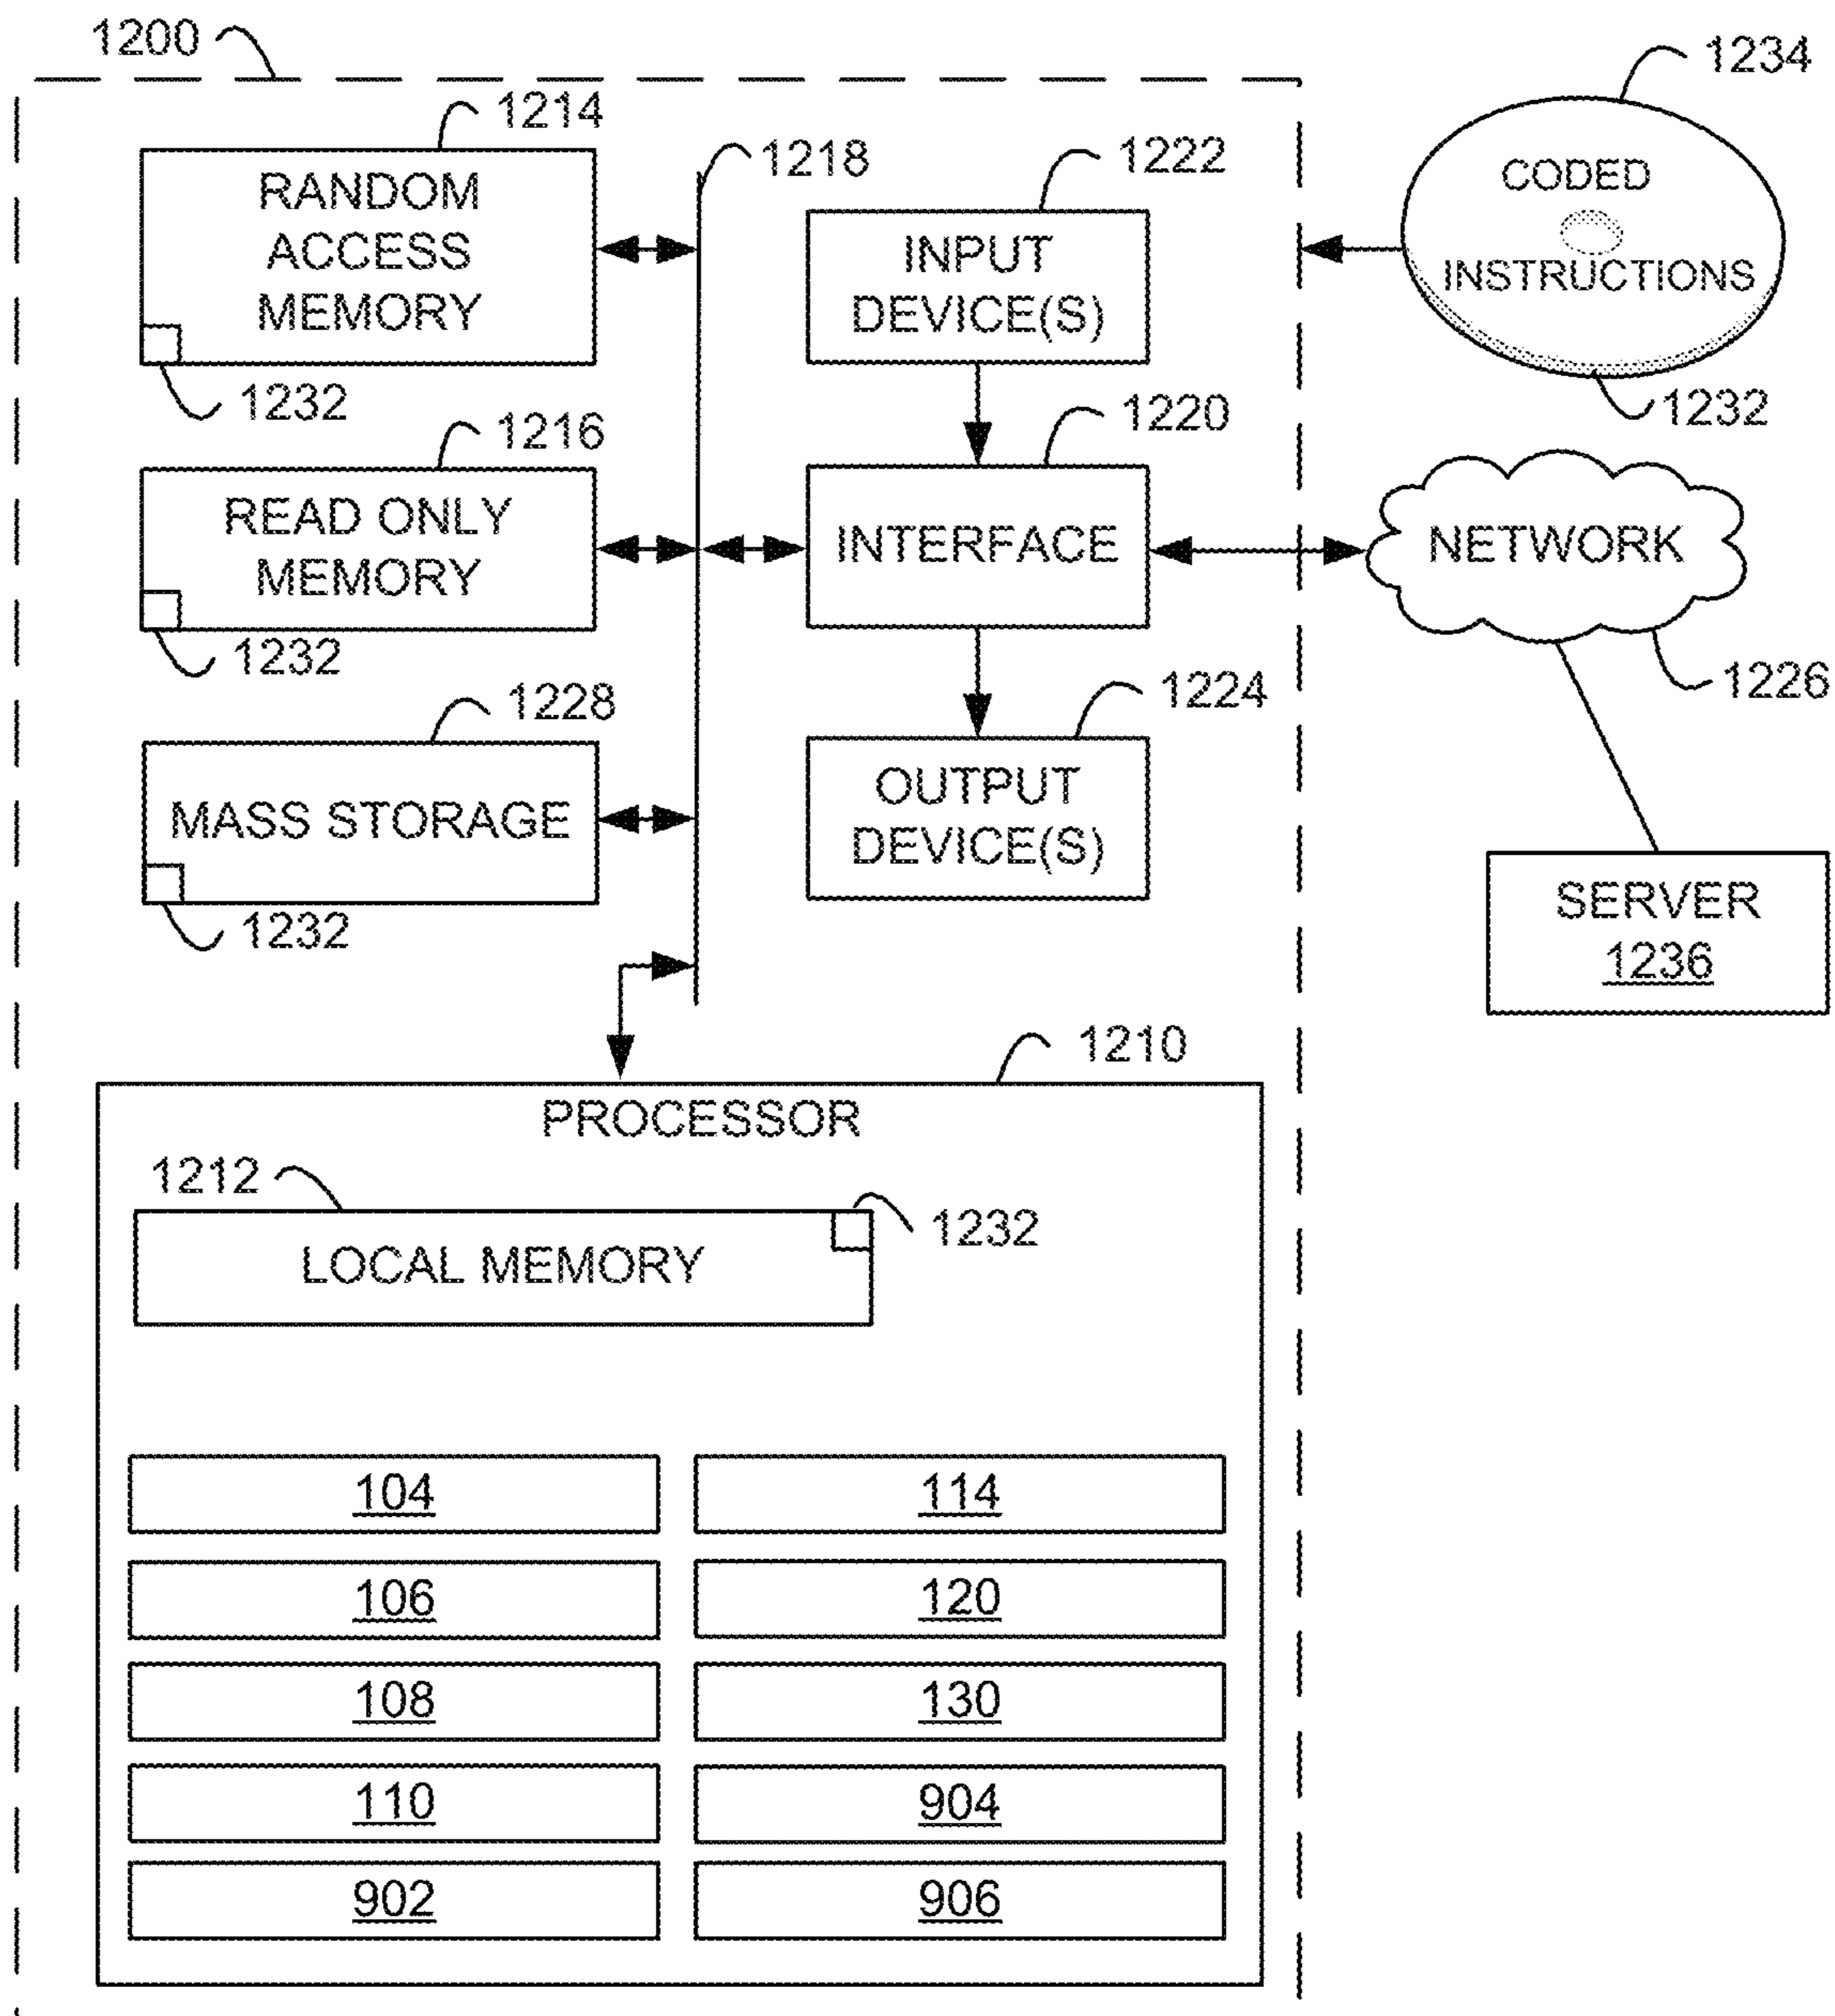 1200
1234
1214
1218
1222
RANDOM
ACCESS
MEMORY
INPUT
DEVICE(S)
CODED
INSTRUCTIONS
1232
1232
1216
1220
READ ONLY
MEMORY
INTERFACE
NETWORK
1232
1226
1228
1224
MASS STORAGE
OUTPUT
DEVICE(S)
SERVER
1236
1232
1210
PROCESSOR
1212
1232
LOCAL MEMORY
104
114
106
120
108
130
110
904
902
906